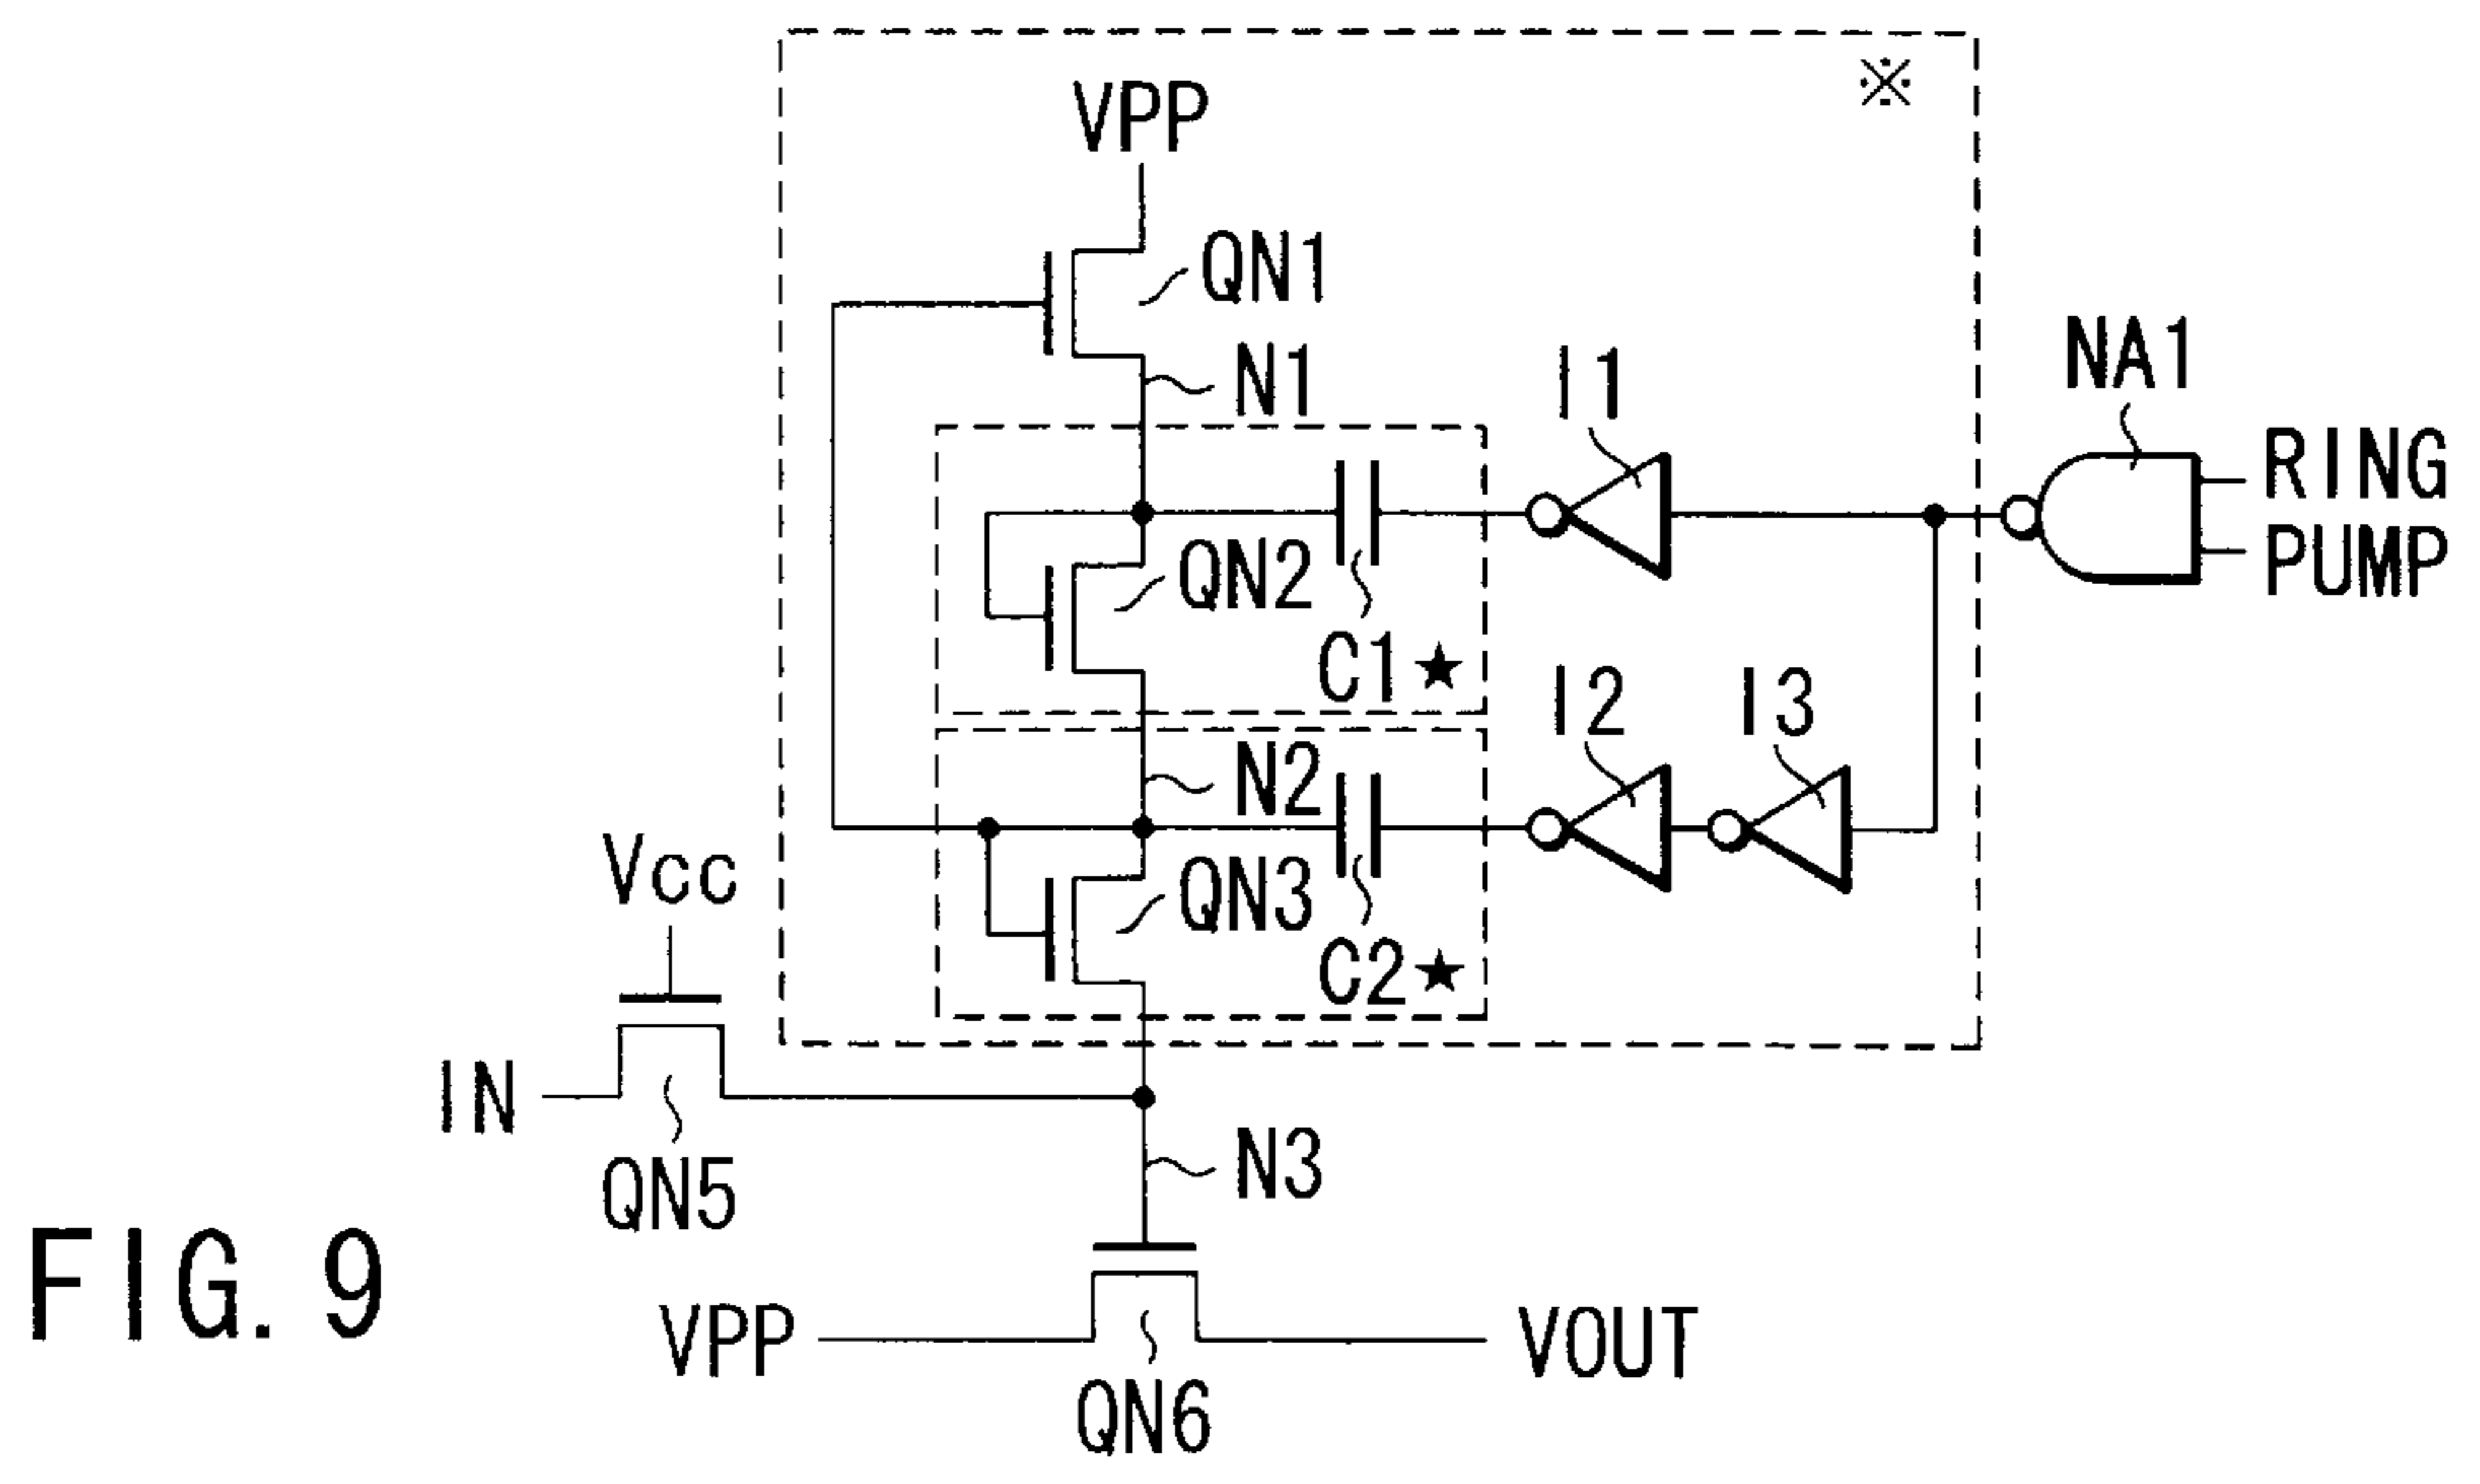 ※
VPP
QN1
N1
I1
NA1
RING
PUMP
QN2
C1★
I2
I3
N2
Vcc
QN3
C2★
IN
QN5
N3
VPP
VOUT
QN6
FIG. 9